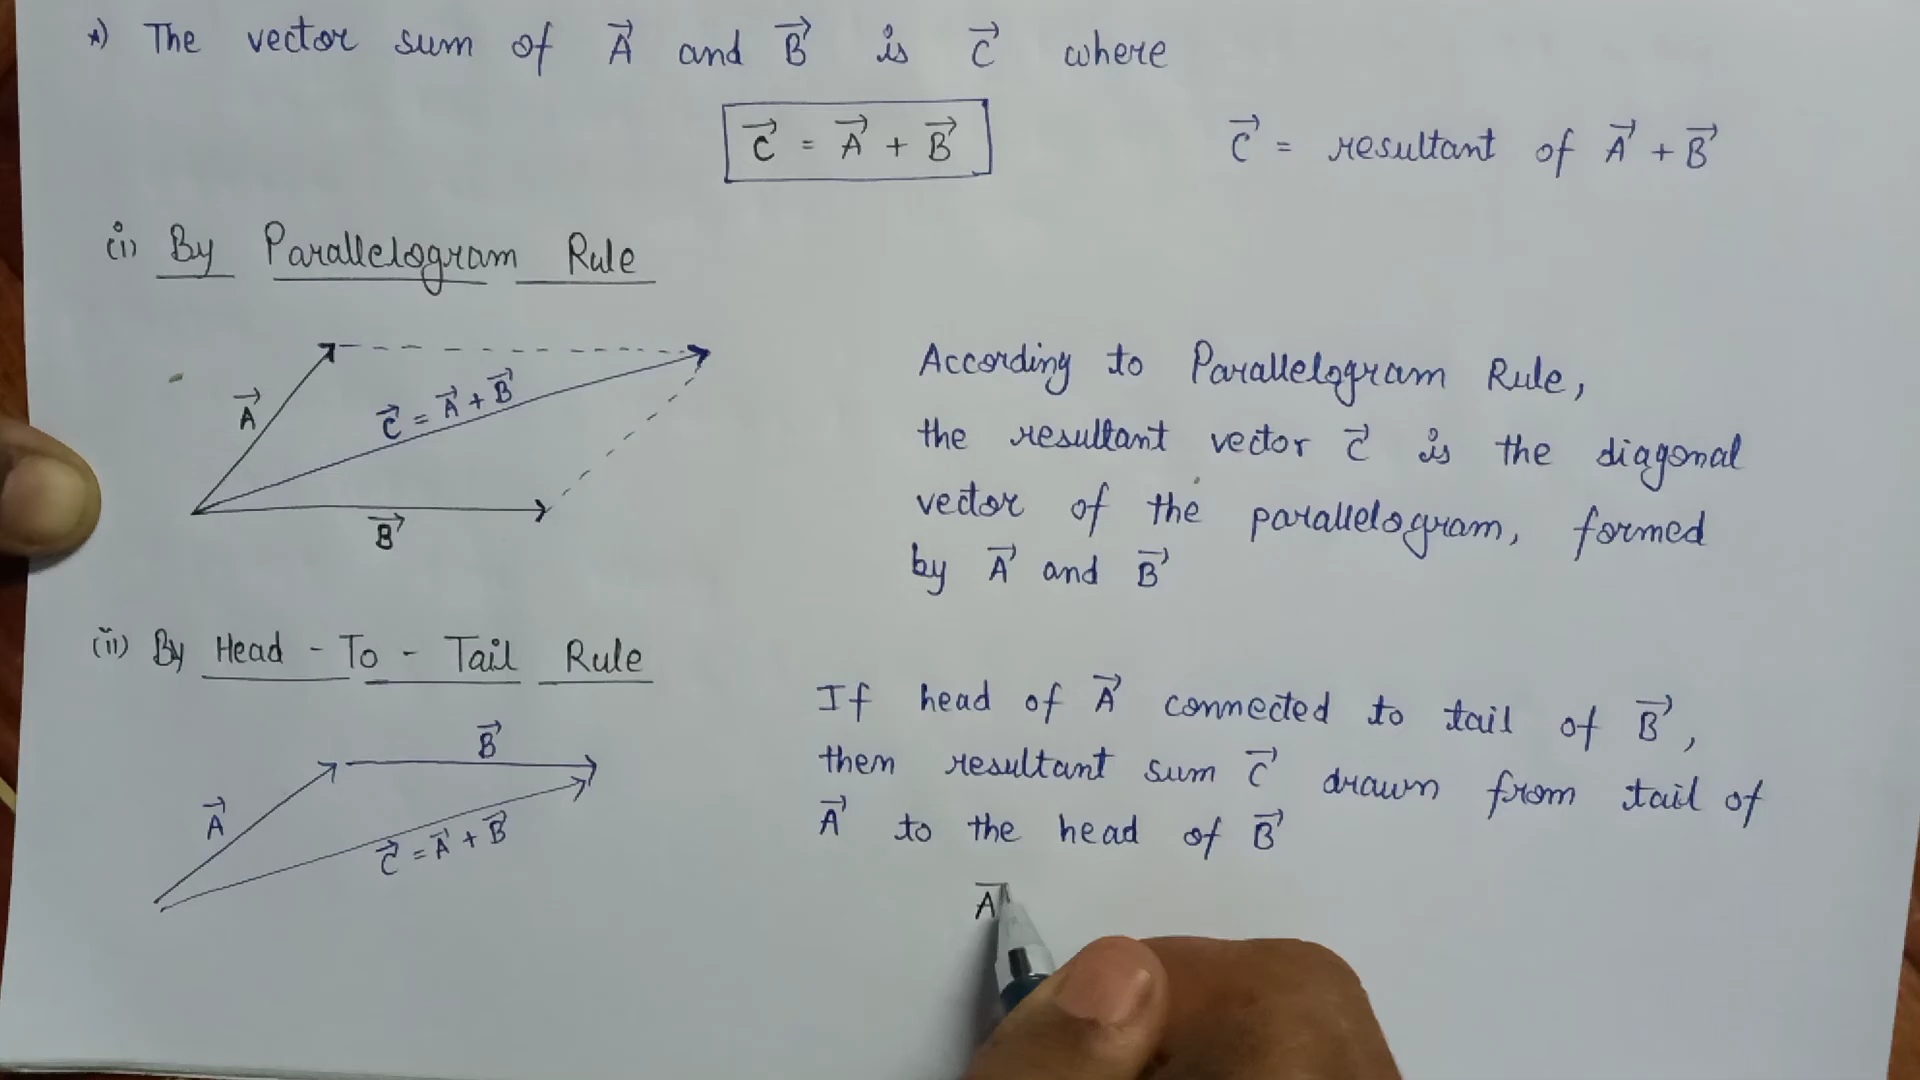 *) The vector sum of A⃗ and B⃗ is C⃗ where
C⃗ = A⃗ + B⃗
C⃗ = resultant of A⃗ + B⃗
(i) By Parallelogram Rule
A⃗
C⃗ = A⃗ + B⃗
B⃗
According to Parallelogram Rule,
the resultant vector C⃗ is the diagonal
vector of the parallelogram, formed
by A⃗ and B⃗
(ii) By Head - To - Tail Rule
B⃗
A⃗
C⃗ = A⃗ + B⃗
If head of A⃗ connected to tail of B⃗,
then resultant sum C⃗ drawn from tail of
A⃗ to the head of B⃗
A⃗